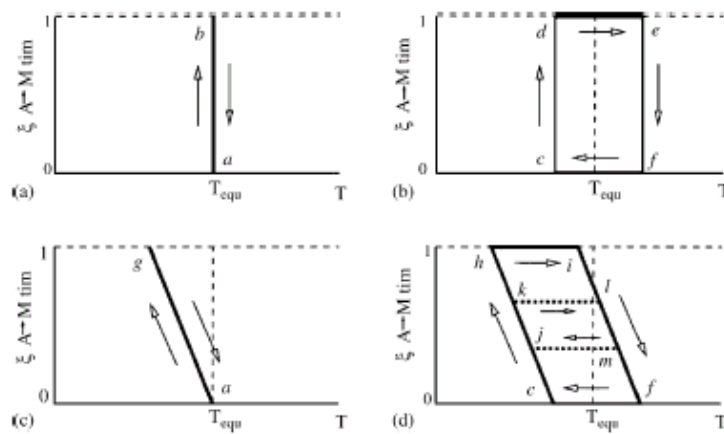 1
b
d
e
ξ A→M tim
a
c
f
0
(a)
T_equ
T
(b)
T_equ
T
1
g
h
i
k
l
ξ A→M tim
j
m
a
c
f
0
(c)
T_equ
T
(d)
T_equ
T
1
ξ A→M tim
0
1
ξ A→M tim
0